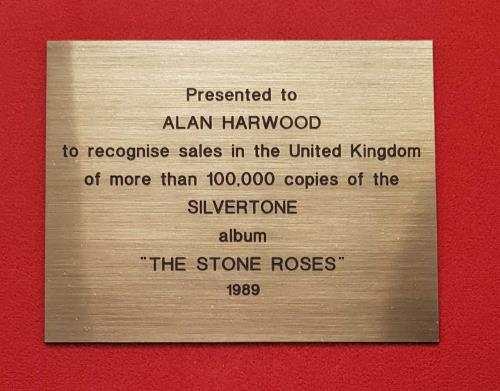 Presented to
ALAN HARWOOD
to recognise sales in the United Kingdom
of more than 100,000 copies of the
SILVERTONE
album
"THE STONE ROSES"
1989